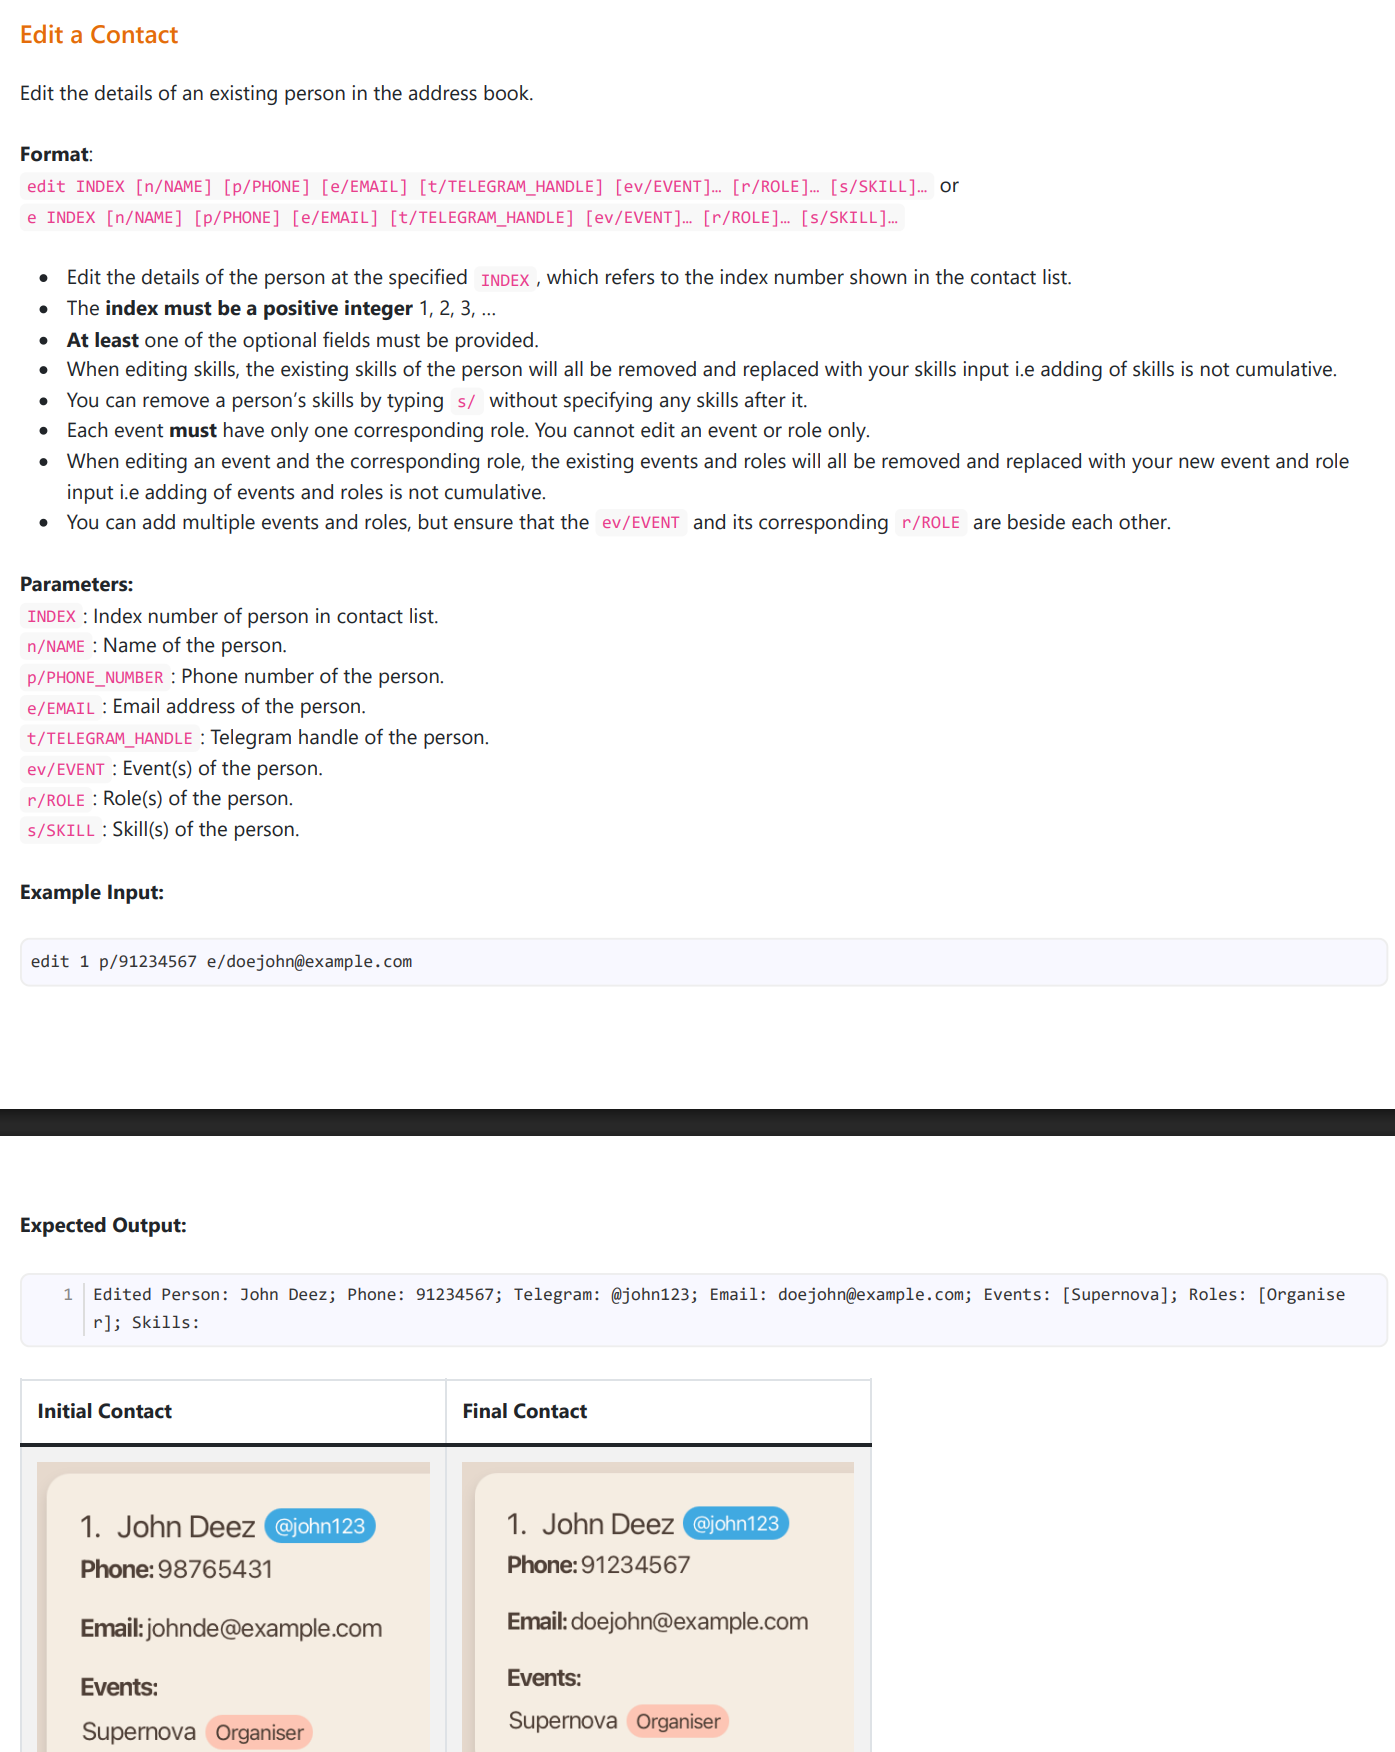 Edit a Contact
Edit the details of an existing person in the address book.
Format:
edit INDEX [n/NAME] [p/PHONE] [e/EMAIL] [t/TELEGRAM_HANDLE] [ev/EVENT]… [r/ROLE]… [s/SKILL]… or
e INDEX [n/NAME] [p/PHONE] [e/EMAIL] [t/TELEGRAM_HANDLE] [ev/EVENT]… [r/ROLE]… [s/SKILL]…
• Edit the details of the person at the specified INDEX , which refers to the index number shown in the contact list.
• The index must be a positive integer 1, 2, 3, ...
• At least one of the optional fields must be provided.
• When editing skills, the existing skills of the person will all be removed and replaced with your skills input i.e adding of skills is not cumulative.
• You can remove a person’s skills by typing s/ without specifying any skills after it.
• Each event must have only one corresponding role. You cannot edit an event or role only.
• When editing an event and the corresponding role, the existing events and roles will all be removed and replaced with your new event and role
input i.e adding of events and roles is not cumulative.
• You can add multiple events and roles, but ensure that the ev/EVENT and its corresponding r/ROLE are beside each other.
Parameters:
INDEX : Index number of person in contact list.
n/NAME : Name of the person.
p/PHONE_NUMBER : Phone number of the person.
e/EMAIL : Email address of the person.
t/TELEGRAM_HANDLE : Telegram handle of the person.
ev/EVENT : Event(s) of the person.
r/ROLE : Role(s) of the person.
s/SKILL : Skill(s) of the person.
Example Input:
edit 1 p/91234567 e/doejohn@example.com
Expected Output:
1 Edited Person: John Deez; Phone: 91234567; Telegram: @john123; Email: doejohn@example.com; Events: [Supernova]; Roles: [Organise
r]; Skills:
Initial Contact
Final Contact
1. John Deez @john123
Phone: 98765431
Email: johnde@example.com
Events:
Supernova Organiser
1. John Deez @john123
Phone: 91234567
Email: doejohn@example.com
Events:
Supernova Organiser